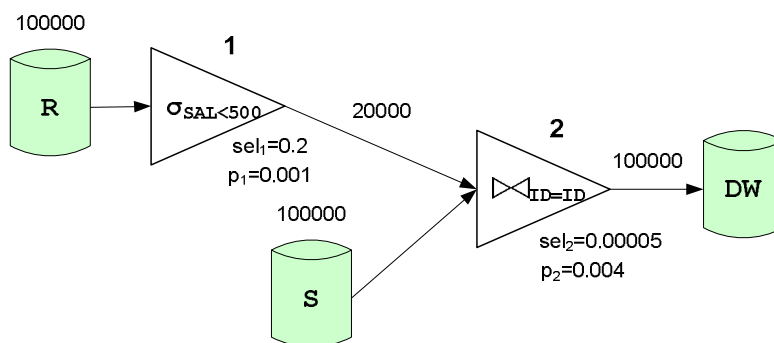 100000
R
1
σSAL<500
sel₁=0.2
p₁=0.001
20000
100000
S
2
⋈ID=ID
sel₂=0.00005
p₂=0.004
100000
DW